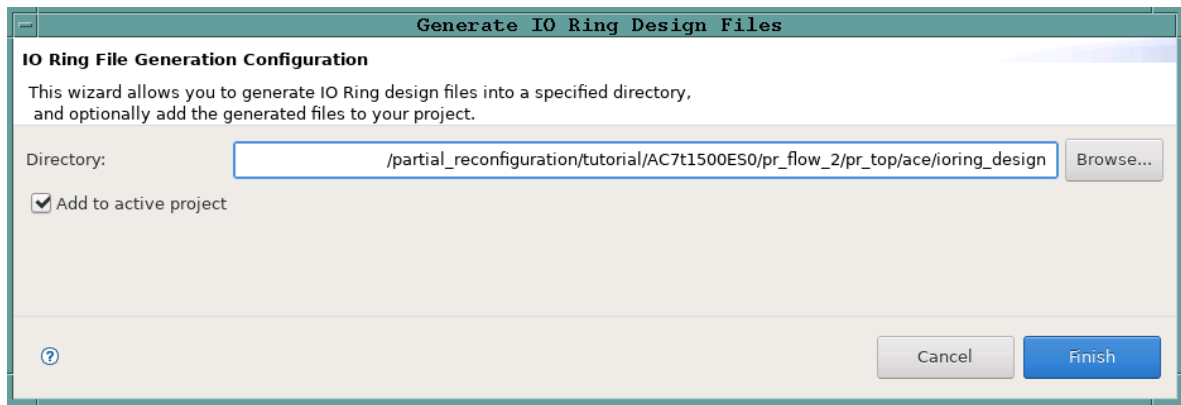 Generate IO Ring Design Files
IO Ring File Generation Configuration
This wizard allows you to generate IO Ring design files into a specified directory,
and optionally add the generated files to your project.
Directory: /partial_reconfiguration/tutorial/AC7t1500ES0/pr_flow_2/pr_top/ace/ioring_design Browse...
Add to active project
? Cancel Finish